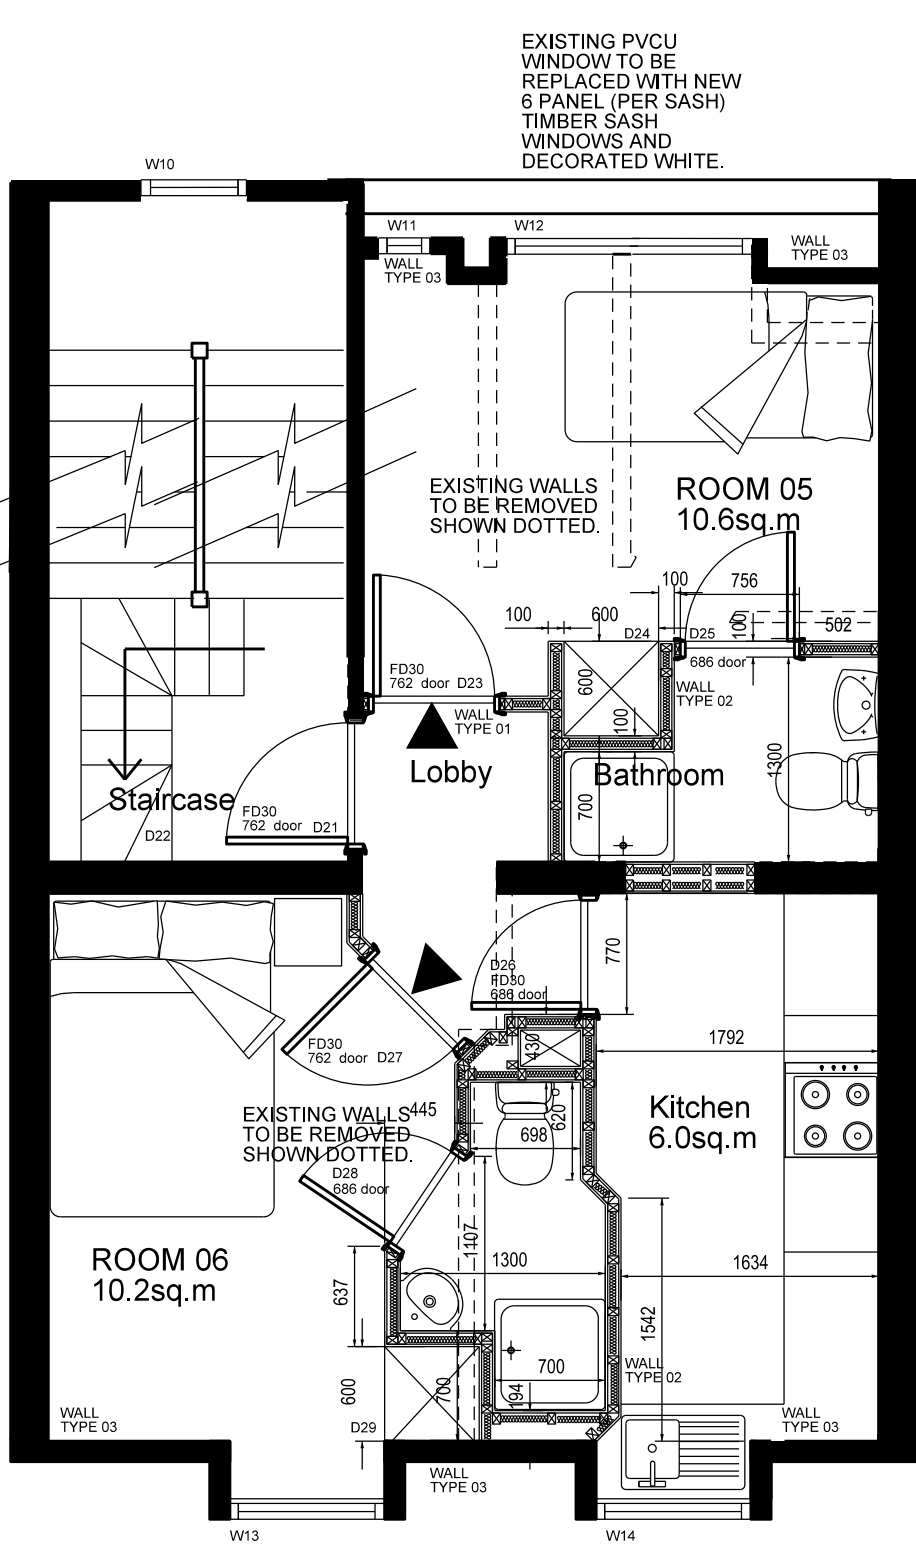 EXISTING PVCU
WINDOW TO BE
REPLACED WITH NEW
6 PANEL (PER SASH)
TIMBER SASH
WINDOWS AND
DECORATED WHITE.
W10
W11
W12
WALL
TYPE 03
WALL
TYPE 03
EXISTING WALLS
TO BE REMOVED
SHOWN DOTTED.
ROOM 05
10.6sq.m
100
756
100
600
D24
D25
100
502
686 door
FD30
762 door D23
600
WALL
TYPE 02
WALL
TYPE 01
100
Lobby
Bathroom
1300
700
Staircase
FD30
762 door D21
D22
770
D26
FD30
686 door
430
1792
FD30
762 door D27
EXISTING WALLS
TO BE REMOVED
SHOWN DOTTED.
445
620
698
Kitchen
6.0sq.m
D28
686 door
1107
ROOM 06
10.2sq.m
1300
1634
637
1542
700
WALL
TYPE 02
600
700
194
WALL
TYPE 03
D29
WALL
TYPE 03
WALL
TYPE 03
W13
W14